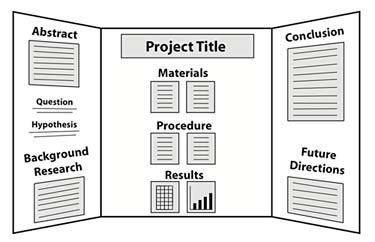 Abstract
Question
Hypothesis
Background
Research
Project Title
Materials
Procedure
Results
Conclusion
Future
Directions